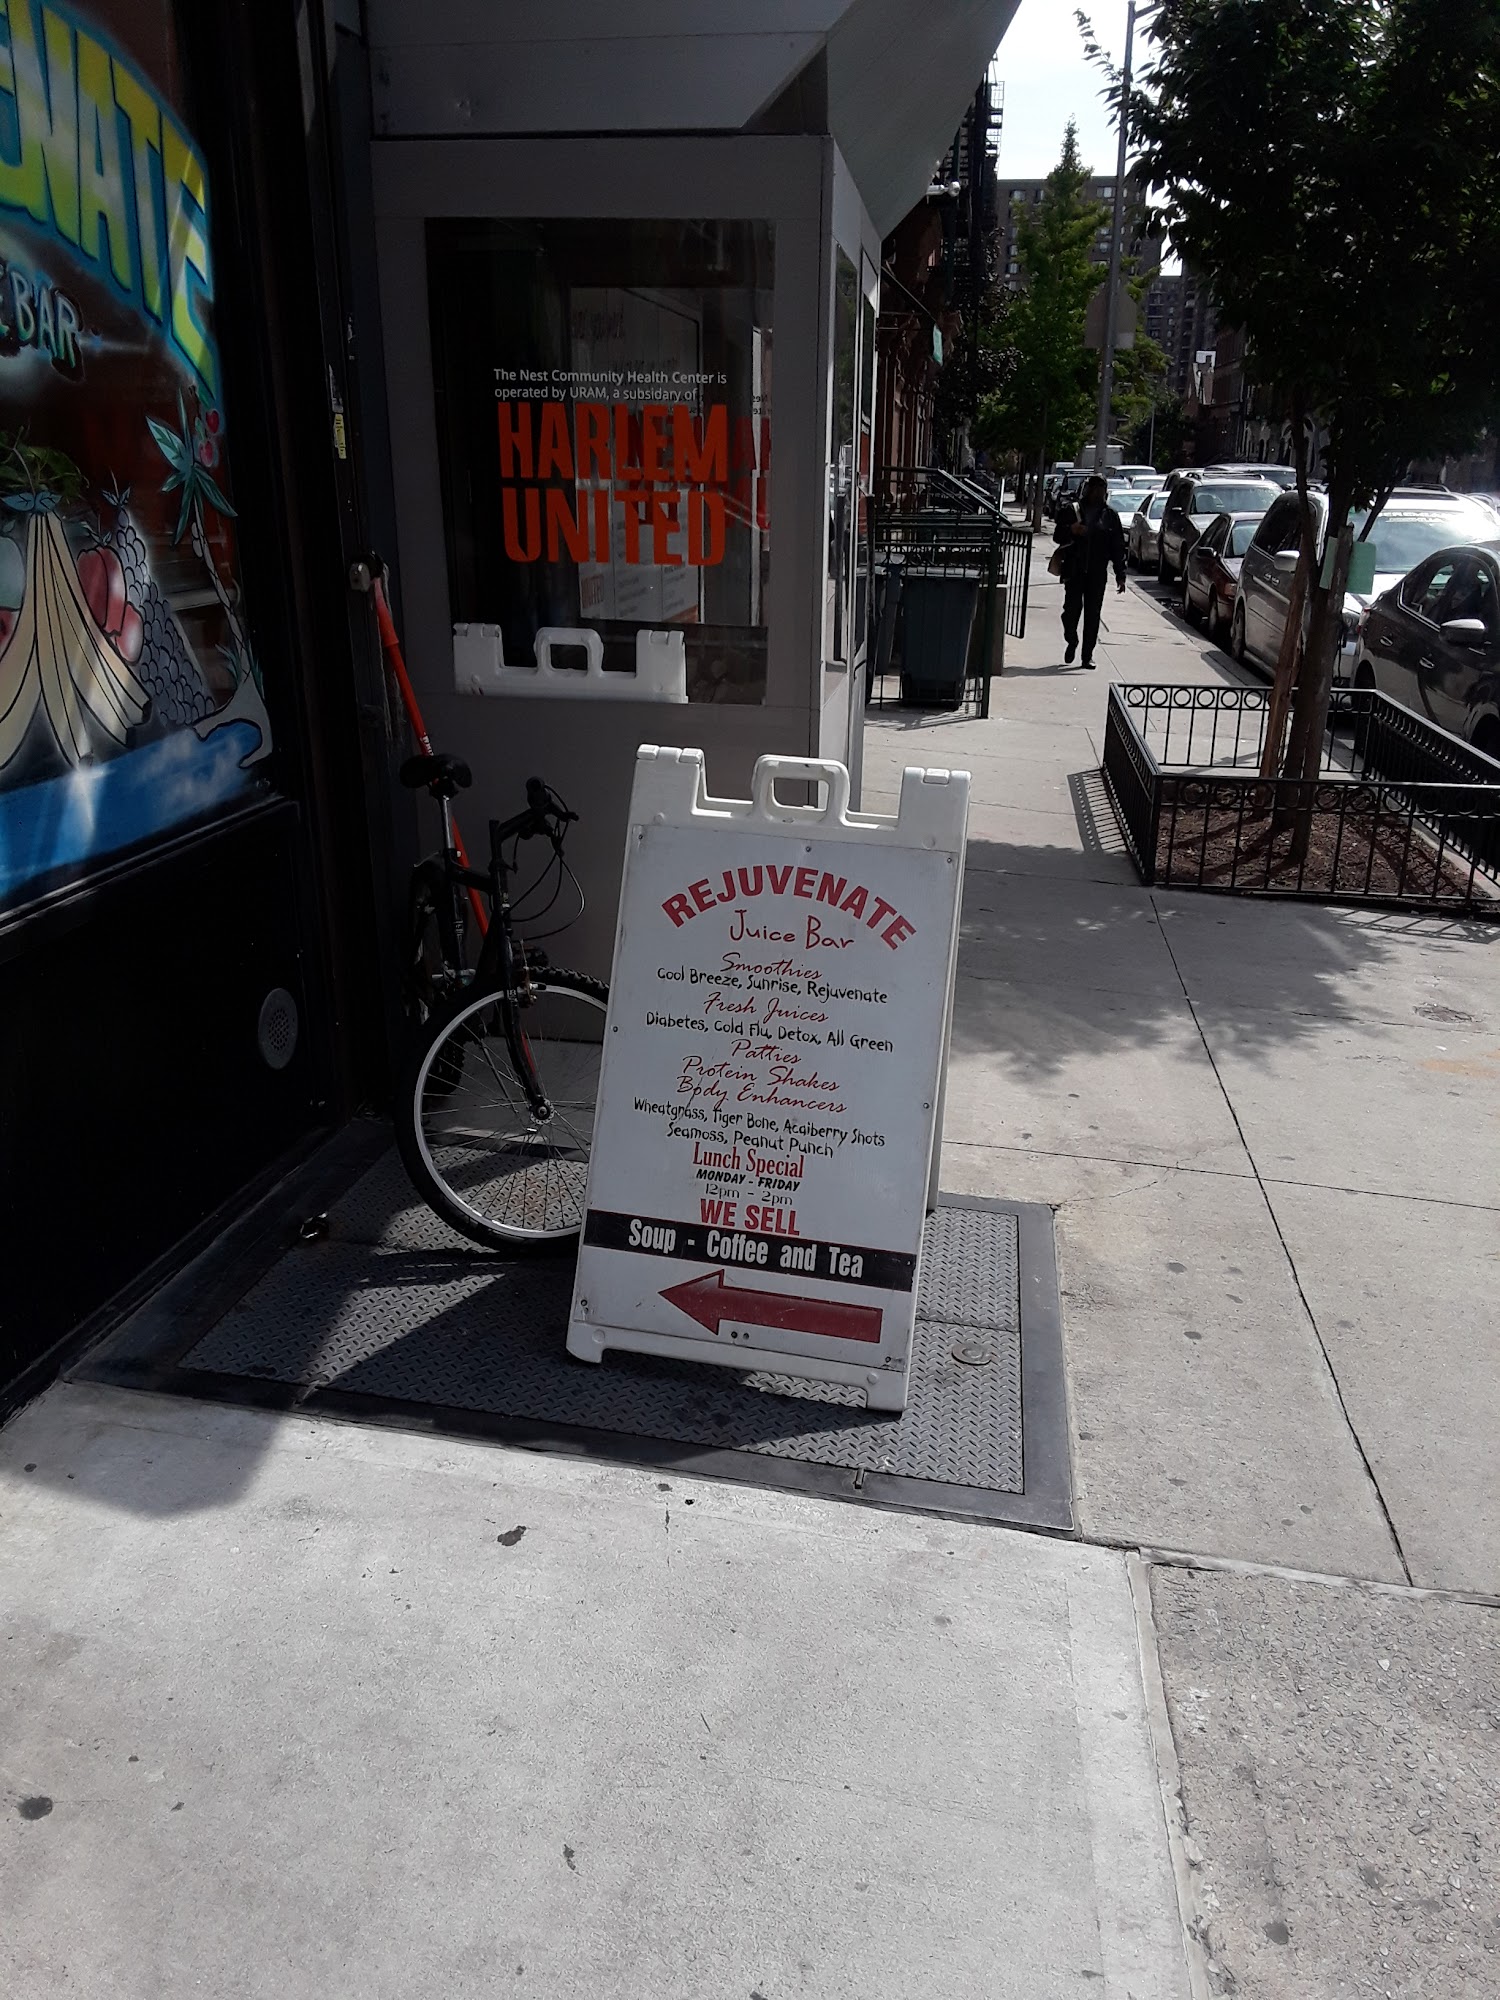 NATE
BAR
The Nest Community Health Center is
operated by URAM, a subsidary of
HARLEM
UNITED
REJUVENATE
Juice Bar
Smoothies
Cool Breeze, Sunrise, Rejuvenate
Fresh Juices
Diabetes, Cold Flu, Detox, All Green
Patties
Protein Shakes
Body Enhancers
Wheatgrass, Tiger Bone, Acaiberry Shots
Seamoss, Peanut Punch
Lunch Special
MONDAY - FRIDAY
12pm - 2pm
WE SELL
Soup - Coffee and Tea